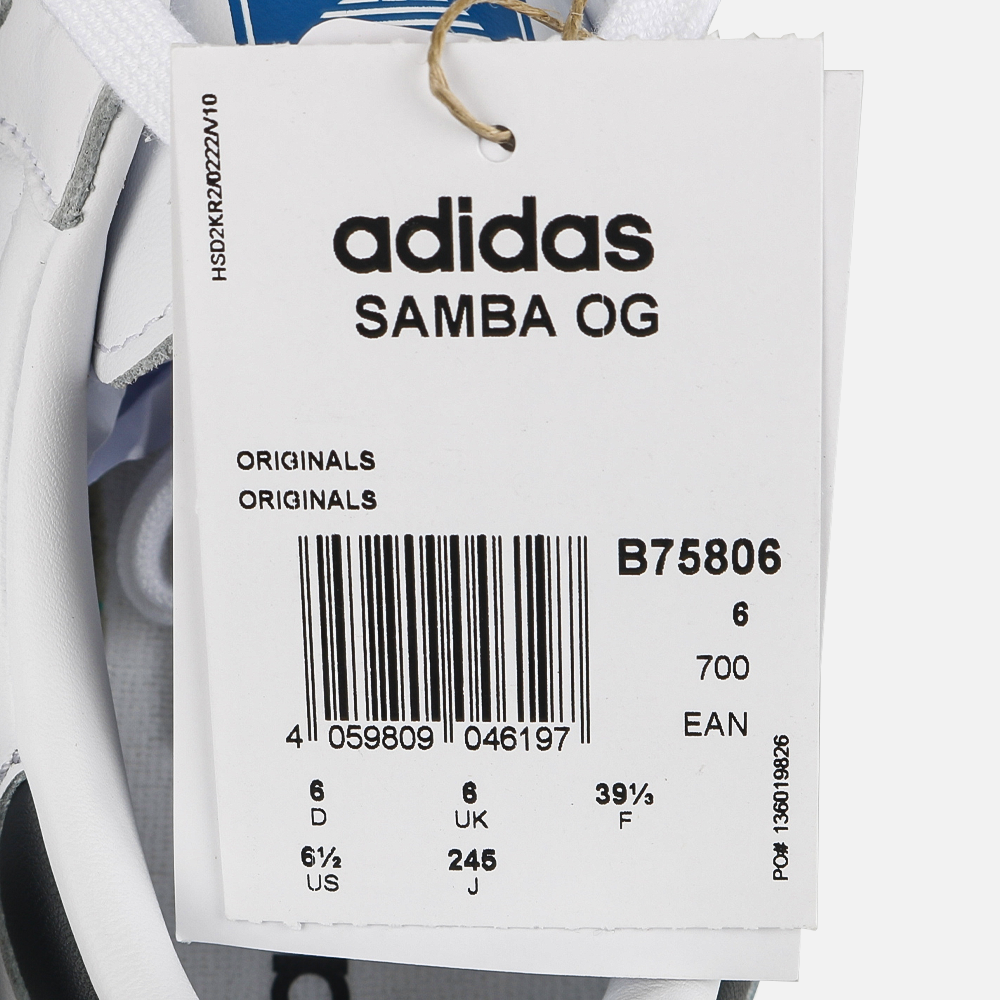 HSD2KR2/0222/V10
adidas
SAMBA OG
ORIGINALS
ORIGINALS
B75806
6
700
EAN
4 059809 046197
6 6 39⅓
D UK F
6½ 245
US J
PO# 136019826